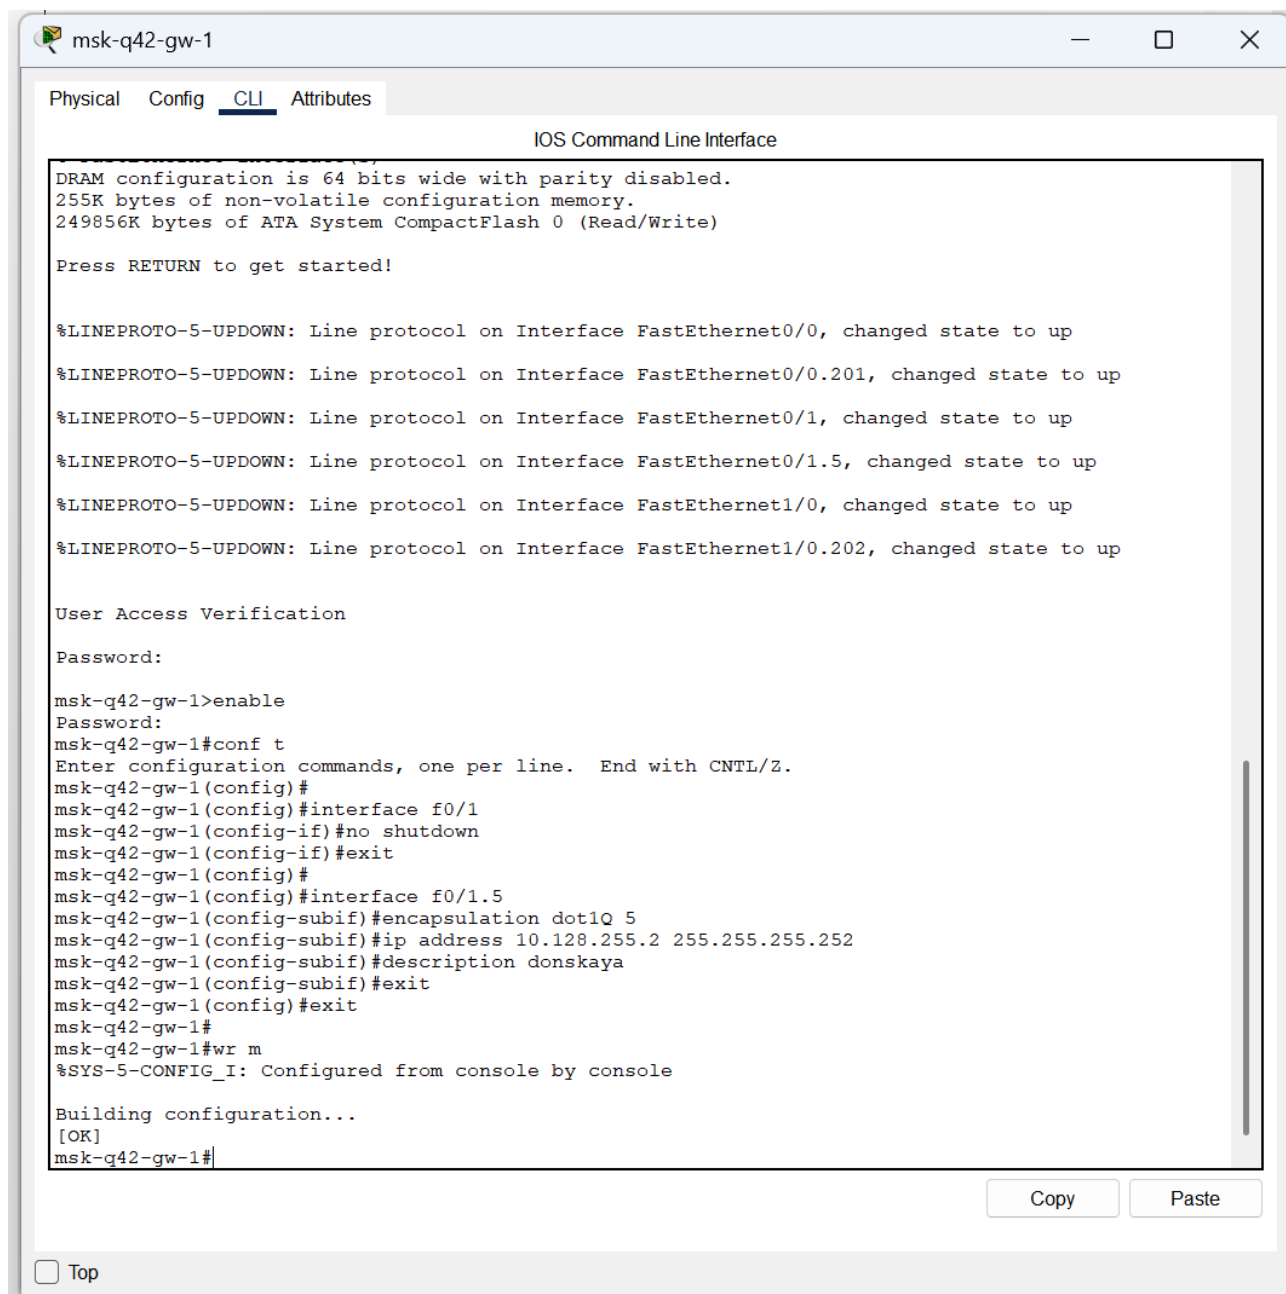 msk-q42-gw-1
Physical Config CLI Attributes
IOS Command Line Interface
DRAM configuration is 64 bits wide with parity disabled.
255K bytes of non-volatile configuration memory.
249856K bytes of ATA System CompactFlash 0 (Read/Write)
Press RETURN to get started!
%LINEPROTO-5-UPDOWN: Line protocol on Interface FastEthernet0/0, changed state to up
%LINEPROTO-5-UPDOWN: Line protocol on Interface FastEthernet0/0.201, changed state to up
%LINEPROTO-5-UPDOWN: Line protocol on Interface FastEthernet0/1, changed state to up
%LINEPROTO-5-UPDOWN: Line protocol on Interface FastEthernet0/1.5, changed state to up
%LINEPROTO-5-UPDOWN: Line protocol on Interface FastEthernet1/0, changed state to up
%LINEPROTO-5-UPDOWN: Line protocol on Interface FastEthernet1/0.202, changed state to up
User Access Verification
Password:
msk-q42-gw-1>enable
Password:
msk-q42-gw-1#conf t
Enter configuration commands, one per line.  End with CNTL/Z.
msk-q42-gw-1(config)#
msk-q42-gw-1(config)#interface f0/1
msk-q42-gw-1(config-if)#no shutdown
msk-q42-gw-1(config-if)#exit
msk-q42-gw-1(config)#
msk-q42-gw-1(config)#interface f0/1.5
msk-q42-gw-1(config-subif)#encapsulation dot1Q 5
msk-q42-gw-1(config-subif)#ip address 10.128.255.2 255.255.255.252
msk-q42-gw-1(config-subif)#description donskaya
msk-q42-gw-1(config-subif)#exit
msk-q42-gw-1(config)#exit
msk-q42-gw-1#
msk-q42-gw-1#wr m
%SYS-5-CONFIG_I: Configured from console by console
Building configuration...
[OK]
msk-q42-gw-1#
Copy Paste
Top